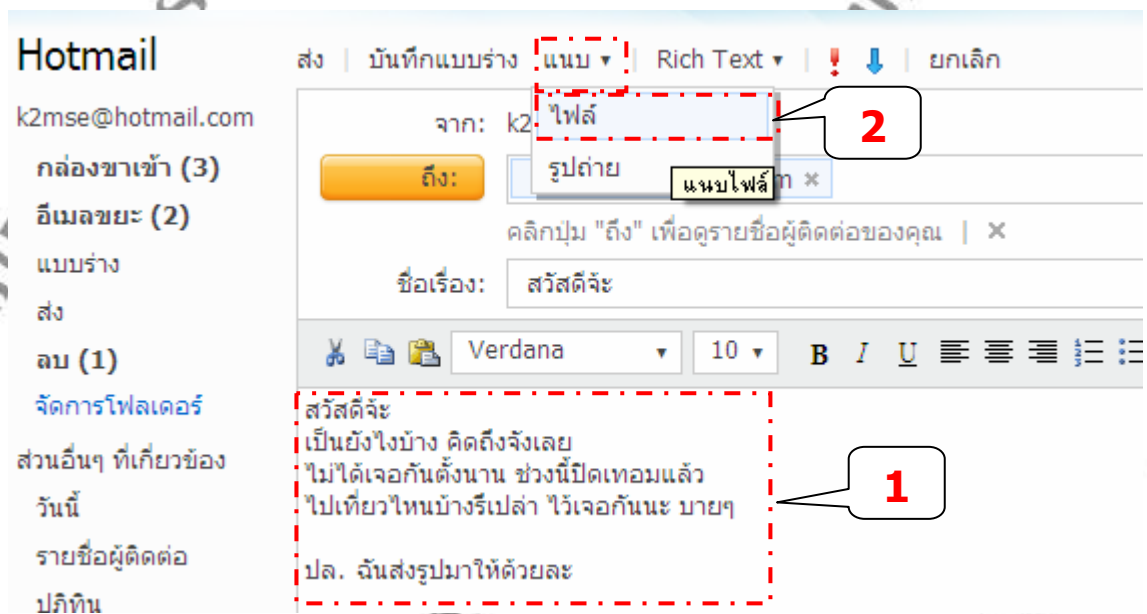 Hotmail
ส่ง | บันทึกแบบร่าง แนบ | Rich Text | ยกเลิก
k2mse@hotmail.com
กล่องขาเข้า (3)
อีเมลขยะ (2)
แบบร่าง
ส่ง
ลบ (1)
จัดการโฟลเดอร์
ส่วนอื่นๆ ที่เกี่ยวข้อง
วันนี้
รายชื่อผู้ติดต่อ
ปฏิทิน
จาก: k2
ไฟล์
2
ถึง:
รูปถ่าย
แนบไฟล์
คลิกปุ่ม "ถึง" เพื่อดูรายชื่อผู้ติดต่อของคุณ |
ชื่อเรื่อง: สวัสดีจ้ะ
Verdana 10 B I U
สวัสดีจ้ะ
เป็นยังไงบ้าง คิดถึงจังเลย
ไม่ได้เจอกันตั้งนาน ช่วงนี้ปิดเทอมแล้ว
ไปเที่ยวไหนบ้างรึเปล่า ไว้เจอกันนะ บายๆ
ปล. ฉันส่งรูปมาให้ด้วยละ
1